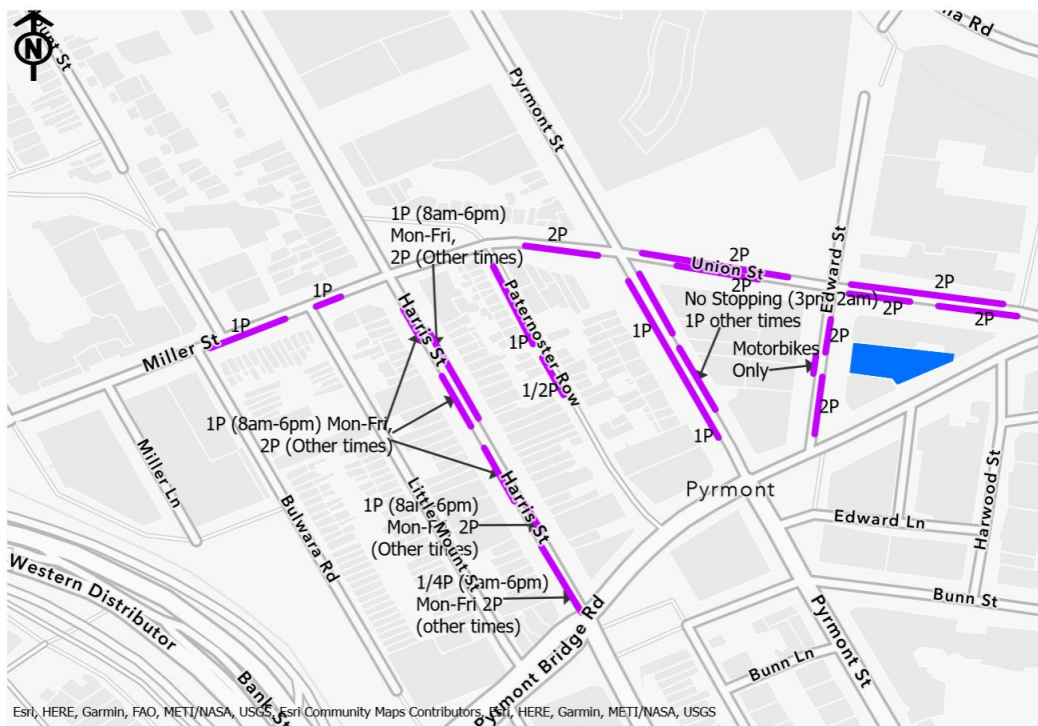 N
Pyrmont St
1P (8am-6pm)
Mon-Fri,
2P (Other times)
2P
2P
Union St
2P
Edward St
2P
2P
2P
No Stopping (3pm-2am)
1P other times
1P
Motorbikes
Only
2P
2P
1P
1P
Miller St
Harris St
Paternoster Row
1P
1/2P
1P
1P (8am-6pm) Mon-Fri,
2P (Other times)
Miller Ln
Bulwara Rd
Little Mount St
Harris St
1P (8am-6pm)
Mon-Fri 2P
(Other times)
Pyrmont
Edward Ln
Harwood St
1/4P (8am-6pm)
Mon-Fri 2P
(other times)
Western Distributor
Bank St
Pyrmont Bridge Rd
Bunn St
Bunn Ln
Pyrmont St
Esri, HERE, Garmin, FAO, METI/NASA, USGS, Esri Community Maps Contributors, Esri, HERE, Garmin, METI/NASA, USGS